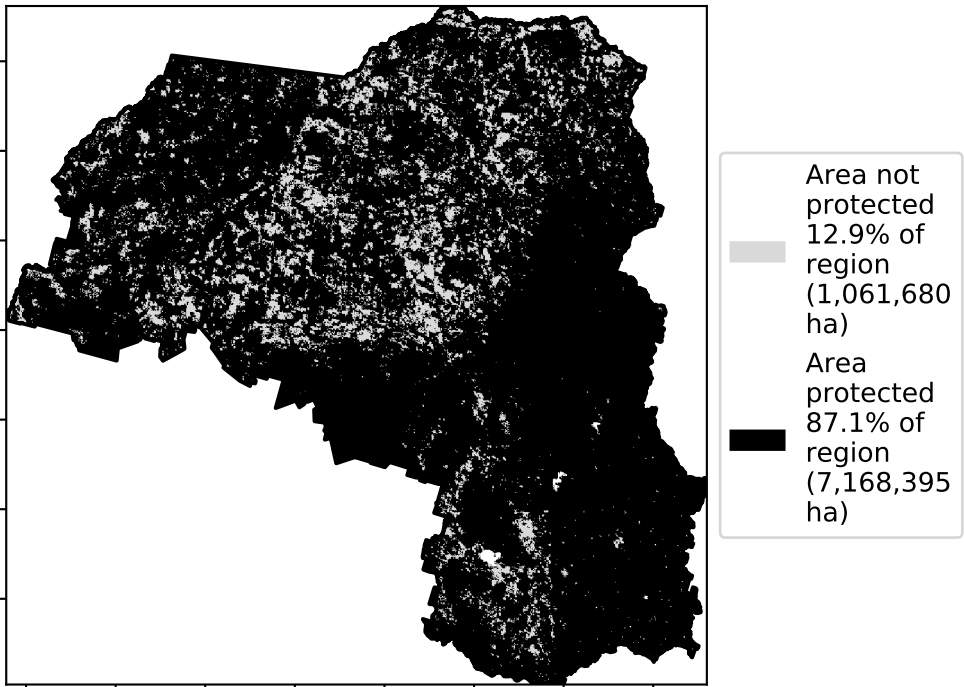 Area not
protected
12.9% of
region
(1,061,680
ha)
Area
protected
87.1% of
region
(7,168,395
ha)